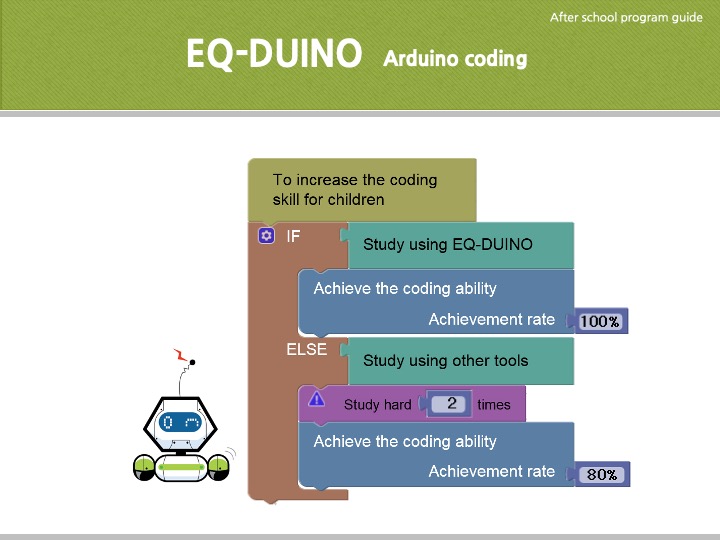 After school program guide
EQ-DUINO Arduino coding
To increase the coding
skill for children
IF
Study using EQ-DUINO
Achieve the coding ability
Achievement rate 100%
ELSE
Study using other tools
Study hard 2 times
Achieve the coding ability
Achievement rate 80%